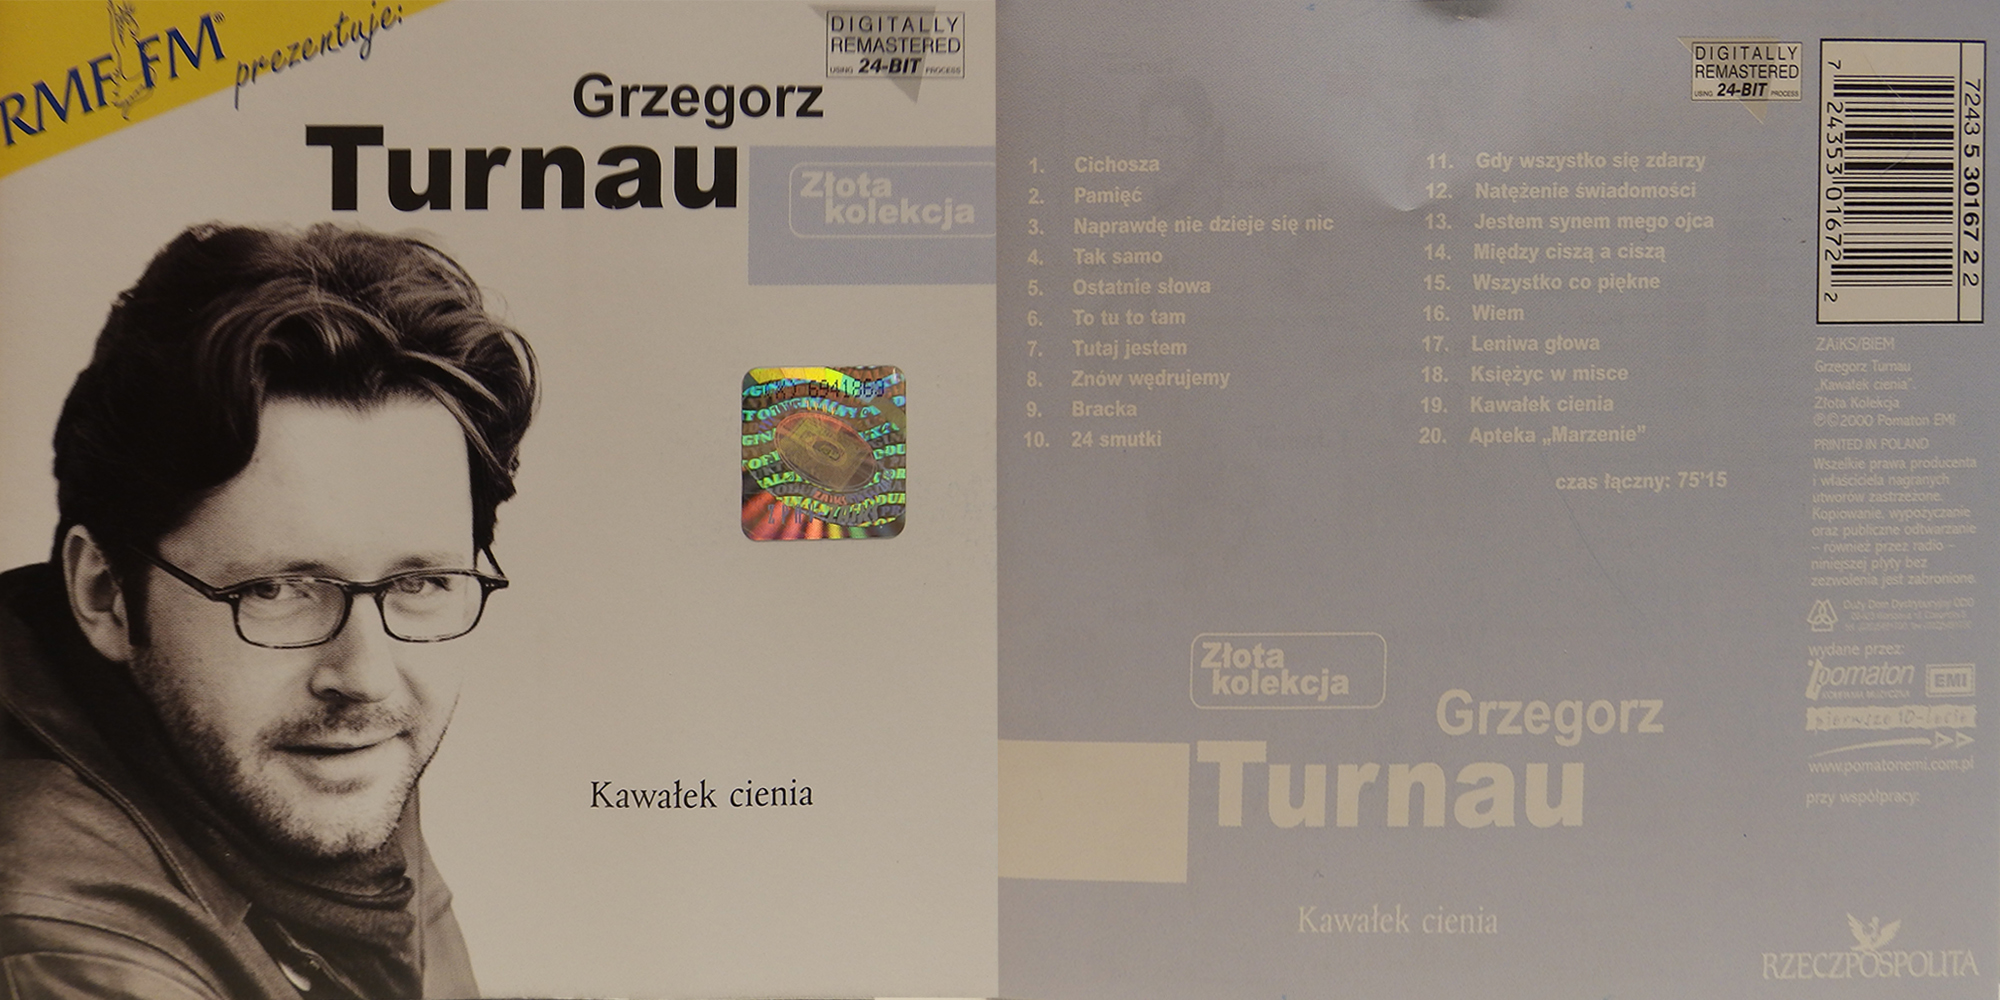 RMF FM prezentuje:
DIGITALLY
REMASTERED
USING 24-BIT PROCESS
Grzegorz
Turnau
Złota
kolekcja
Kawałek cienia
DIGITALLY
REMASTERED
USING 24-BIT PROCESS
7243 5 30167 2 2
7 24353 01672 2
1. Cichosza
2. Pamięć
3. Naprawdę nie dzieje się nic
4. Tak samo
5. Ostatnie słowa
6. To tu to tam
7. Tutaj jestem
8. Znów wędrujemy
9. Bracka
10. 24 smutki
11. Gdy wszystko się zdarzy
12. Natężenie świadomości
13. Jestem synem mego ojca
14. Między ciszą a ciszą
15. Wszystko co piękne
16. Wiem
17. Leniwa głowa
18. Księżyc w misce
19. Kawałek cienia
20. Apteka „Marzenie”
czas łączny: 75'15
ZAiKS/BIEM
Grzegorz Turnau
„Kawałek cienia”.
Złota Kolekcja
℗©2000 Pomaton EMI
PRINTED IN POLAND
Wszelkie prawa producenta
i właściciela nagranych
utworów zastrzeżone.
Kopiowanie, wypożyczanie
oraz publiczne odtwarzanie
– również przez radio –
niniejszej płyty bez
zezwolenia jest zabronione.
wydane przez:
pomaton EMI
pierwsze 10-lecie
www.pomatonemi.com.pl
przy współpracy:
Złota
kolekcja
Grzegorz
Turnau
Kawałek cienia
RZECZPOSPOLITA